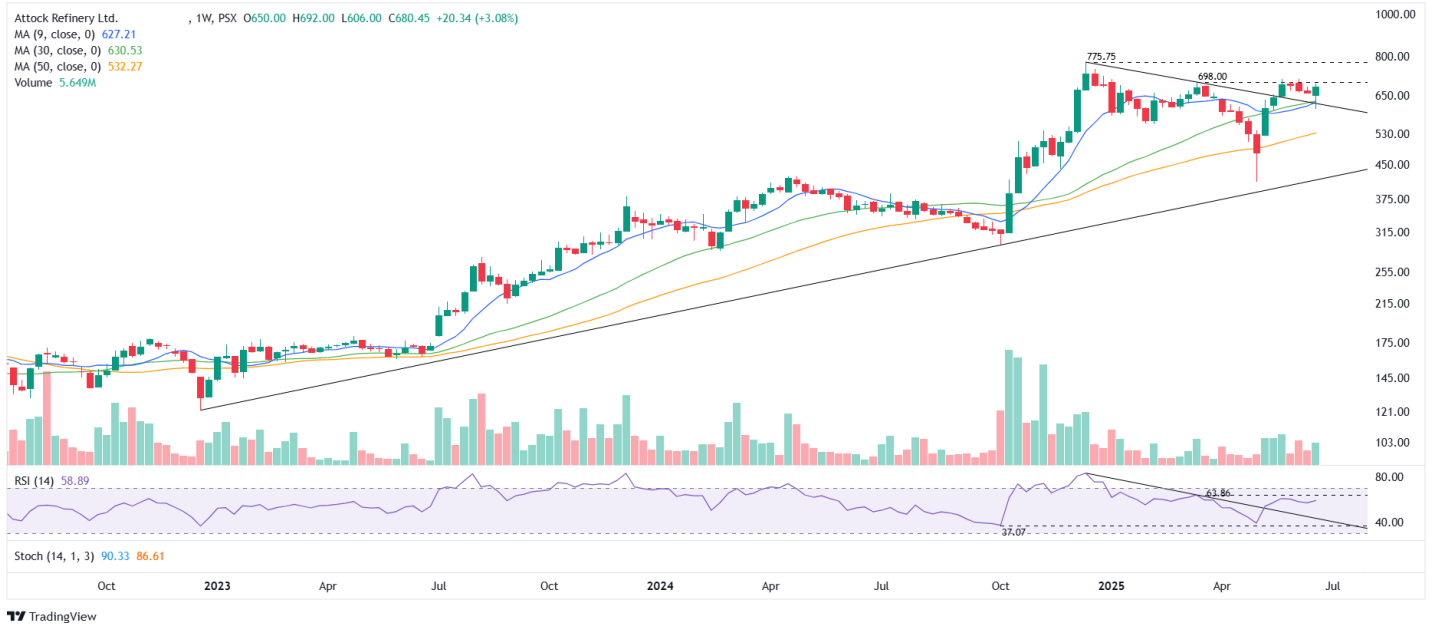 Attock Refinery Ltd. , 1W, PSX O650.00 H692.00 L606.00 C680.45 +20.34 (+3.08%)
MA (9, close, 0) 627.21
MA (30, close, 0) 630.53
MA (50, close, 0) 532.27
Volume 5.649M
1000.00
775.75
800.00
698.00
650.00
530.00
450.00
375.00
315.00
255.00
215.00
175.00
145.00
121.00
103.00
RSI (14) 58.89
80.00
63.86
40.00
37.07
Stoch (14, 1, 3) 90.33 86.61
Oct 2023 Apr Jul Oct 2024 Apr Jul Oct 2025 Apr Jul
TradingView